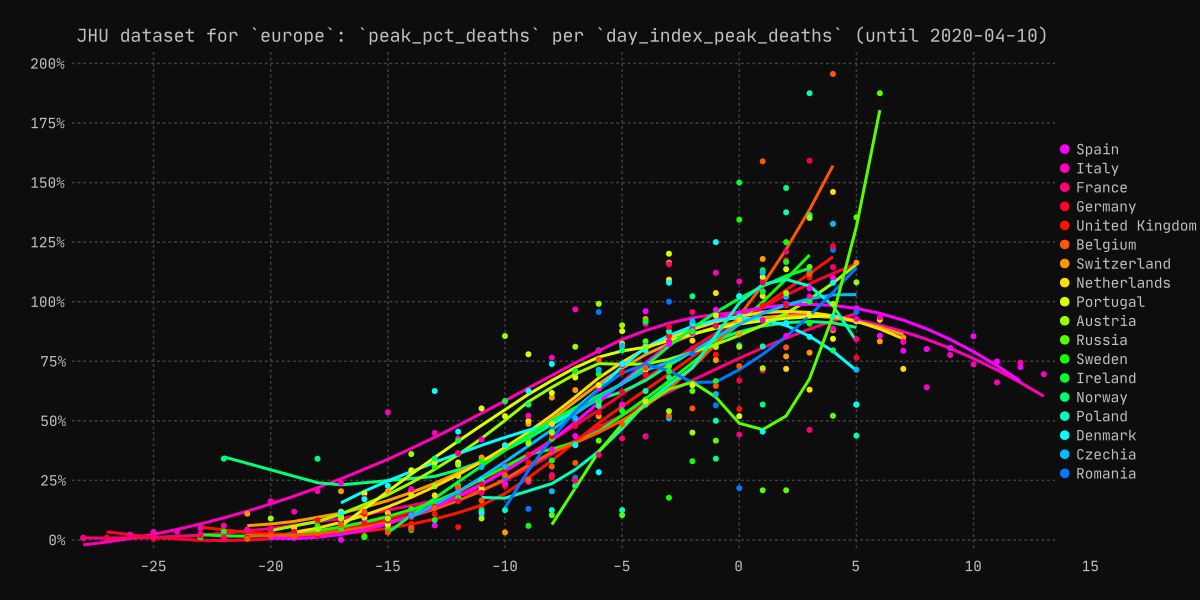 JHU dataset for `europe`: `peak_pct_deaths` per `day_index_peak_deaths` (until 2020-04-10)
200%
175%
150%
125%
100%
75%
50%
25%
0%
-25
-20
-15
-10
-5
0
5
10
15
Spain
Italy
France
Germany
United Kingdom
Belgium
Switzerland
Netherlands
Portugal
Austria
Russia
Sweden
Ireland
Norway
Poland
Denmark
Czechia
Romania